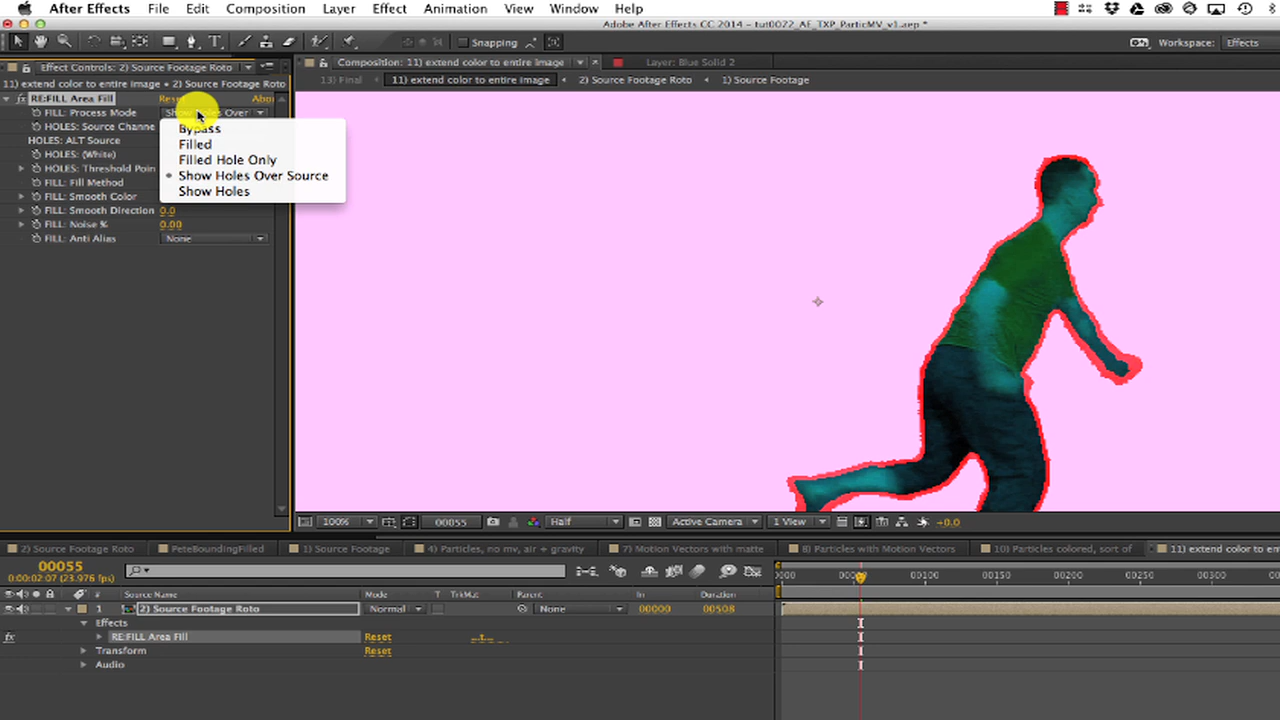 After Effects File Edit Composition Layer Effect Animation View Window Help
Adobe After Effects CC 2014 - tut0072_AE_TXP_ParticMV_v1.aep *
Snapping Workspace: Effects
Effect Controls: 2) Source Footage Roto Composition: 11) extend color to entire image Layer: Blue Solid 2
11) extend color to entire image • 2) Source Footage Roto 13) Final 11) extend color to entire image 2) Source Footage Roto 1) Source Footage
fx RE:FILL Area Fill Reset Abou
FILL: Process Mode Show Holes Over
HOLES: Source Channe Bypass
HOLES: ALT Source Filled
HOLES: (White) Filled Hole Only
HOLES: Threshold Poin Show Holes Over Source
FILL: Fill Method Show Holes
FILL: Smooth Color
FILL: Smooth Direction 0.0
FILL: Noise % 0.00
FILL: Anti Alias None
100% 00055 Half Active Camera 1 View +0.0
2) Source Footage Roto PeteBoundingFilled 1) Source Footage 4) Particles, no mv, air + gravity 7) Motion Vectors with matte 8) Particles with Motion Vectors 10) Particles colored, sort of 11) extend color to en
00055
0:00:02:07 (23.976 fps)
0000 000 00100 00150 00200 00250 00300
# Source Name Mode T TrkMat Parent In Duration
1 2) Source Footage Roto Normal None 00000 00508
Effects
fx RE:FILL Area Fill Reset
Transform Reset
Audio